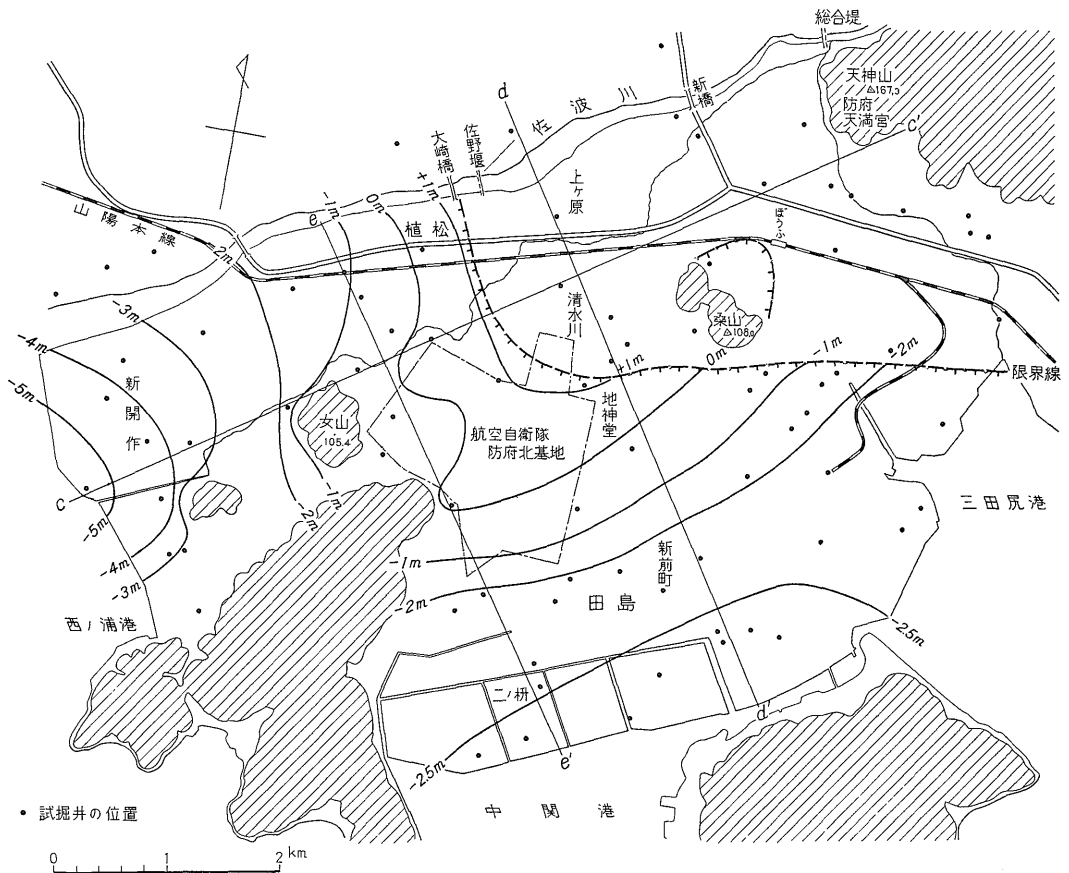 総合堤
天神山
△167.3
防府
天満宮
c'
新橋
佐波川
d
佐野堰
大崎橋
上ヶ原
+1m
0m
-1m
e
植松
山陽本線
-2m
ぼうふ
清水川
桑山
△108.0
-3m
-4m
-5m
新開作
+1m
0m
-1m
-2m
限界線
地神堂
女山
105.4
航空自衛隊
防府北基地
c
-5m
-1m
-2m
三田尻港
-4m
-3m
-1m
-2m
新前町
田島
西ノ浦港
-2.5m
二ノ枡
d'
e'
-2.5m
中関港
• 試掘井の位置
0 1 2 km